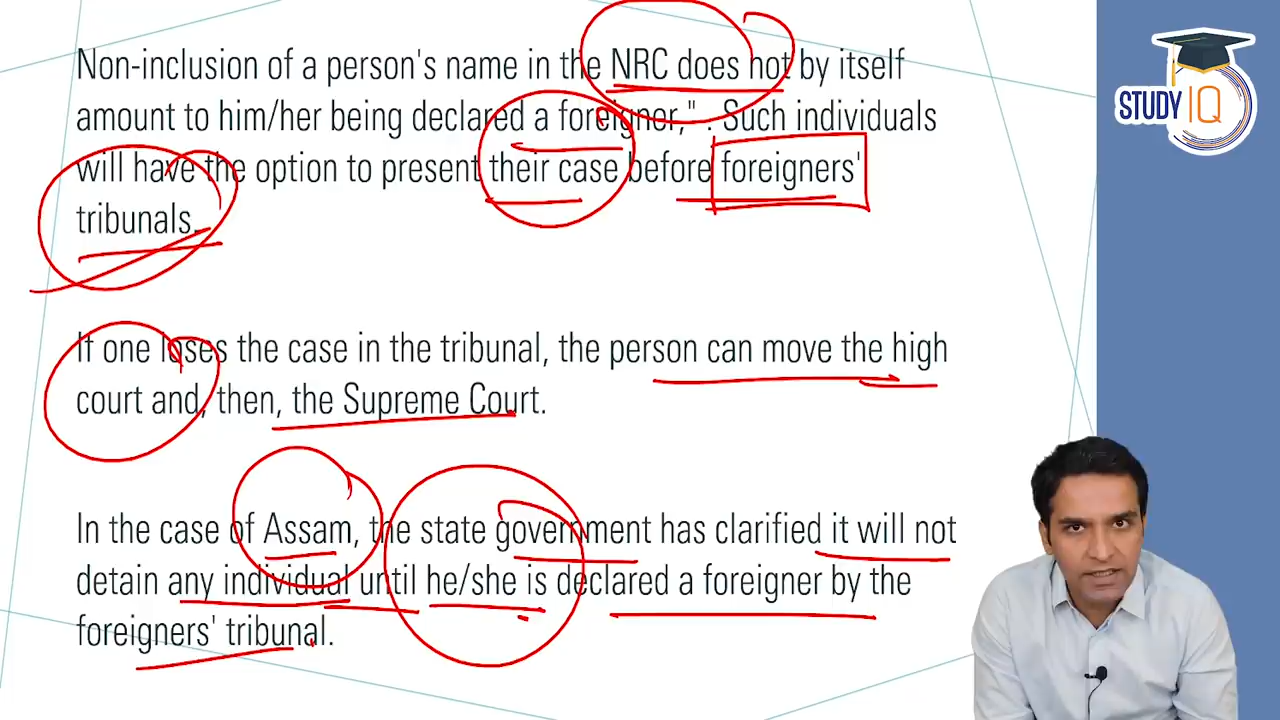 Non-inclusion of a person's name in the NRC does not by itself
amount to him/her being declared a foreigner,". Such individuals
will have the option to present their case before foreigners'
tribunals.
If one loses the case in the tribunal, the person can move the high
court and, then, the Supreme Court.
In the case of Assam, the state government has clarified it will not
detain any individual until he/she is declared a foreigner by the
foreigners' tribunal.
STUDY IQ